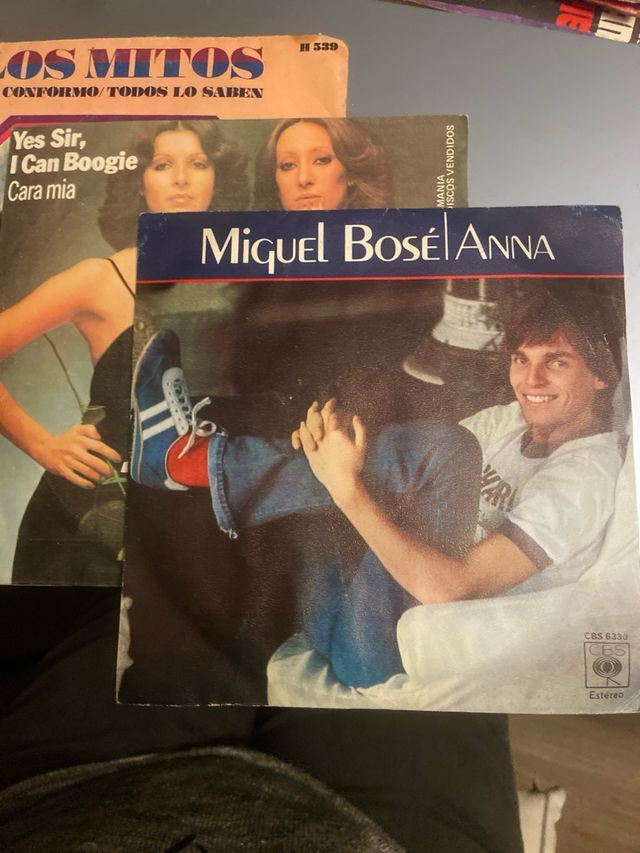 LOS MITOS
H 539
CONFORMO/TODOS LO SABEN
Yes Sir,
I Can Boogie
Cara mia
MANIA
DISCOS VENDIDOS
Miguel Bosé|Anna
CBS 6330
CBS
Estéreo